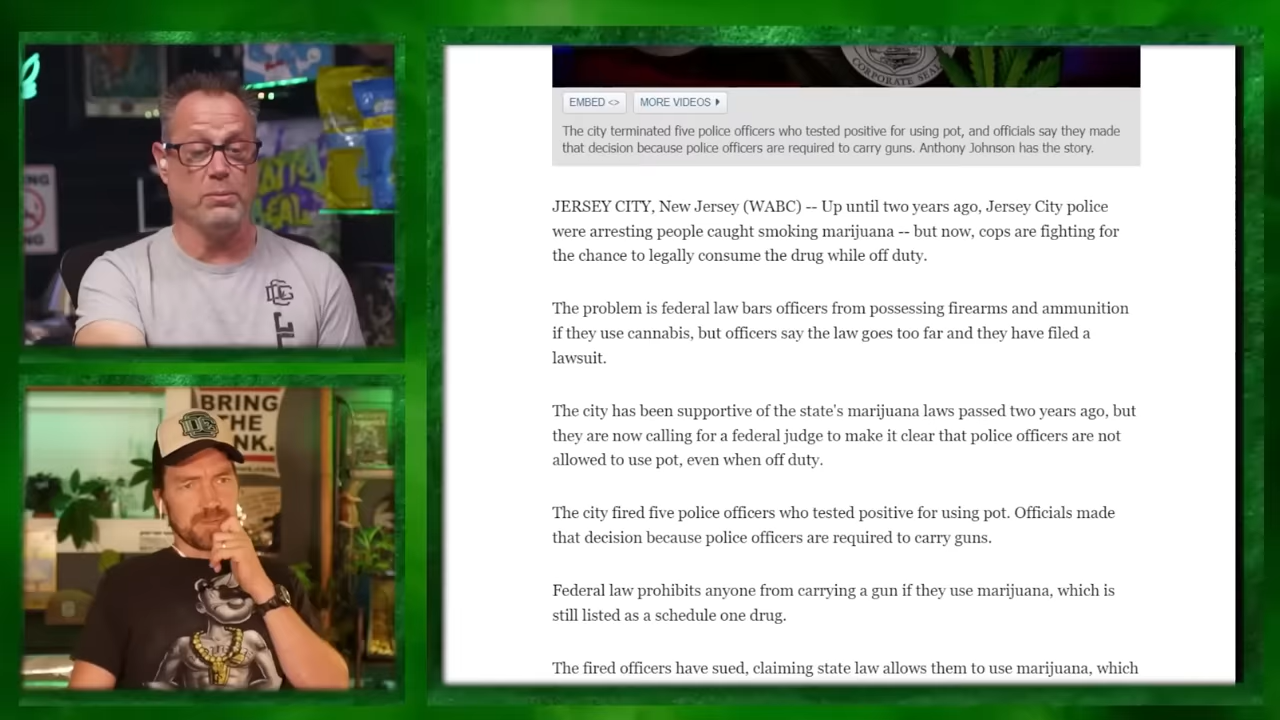 CORPORATE SEA
EMBED <>
MORE VIDEOS
The city terminated five police officers who tested positive for using pot, and officials say they made
that decision because police officers are required to carry guns. Anthony Johnson has the story.
JERSEY CITY, New Jersey (WABC) -- Up until two years ago, Jersey City police
were arresting people caught smoking marijuana -- but now, cops are fighting for
the chance to legally consume the drug while off duty.
The problem is federal law bars officers from possessing firearms and ammunition
if they use cannabis, but officers say the law goes too far and they have filed a
lawsuit.
The city has been supportive of the state's marijuana laws passed two years ago, but
they are now calling for a federal judge to make it clear that police officers are not
allowed to use pot, even when off duty.
The city fired five police officers who tested positive for using pot. Officials made
that decision because police officers are required to carry guns.
Federal law prohibits anyone from carrying a gun if they use marijuana, which is
still listed as a schedule one drug.
The fired officers have sued, claiming state law allows them to use marijuana, which
NG
NG
BRING
THE
NK.